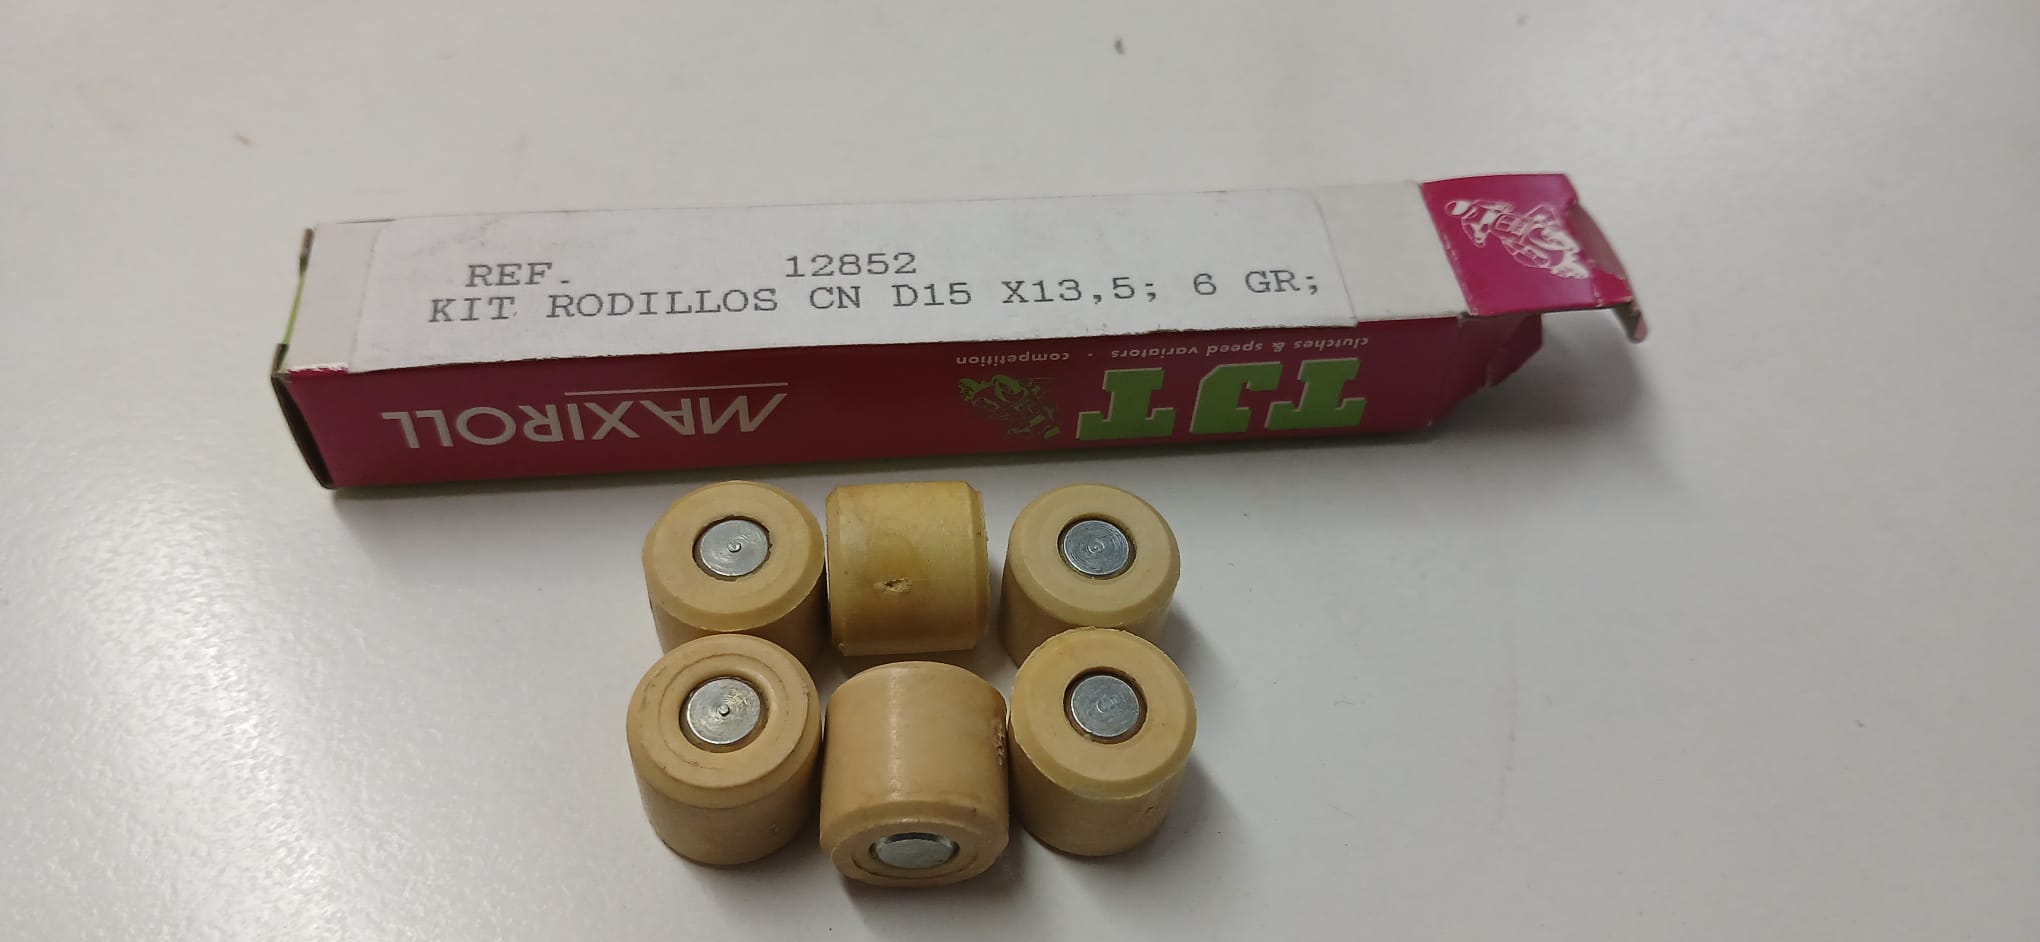 REF. 12852
KIT RODILLOS CN D15 X13,5; 6 GR;
TJT
clutches & speed variators · competition
MAXIROLL